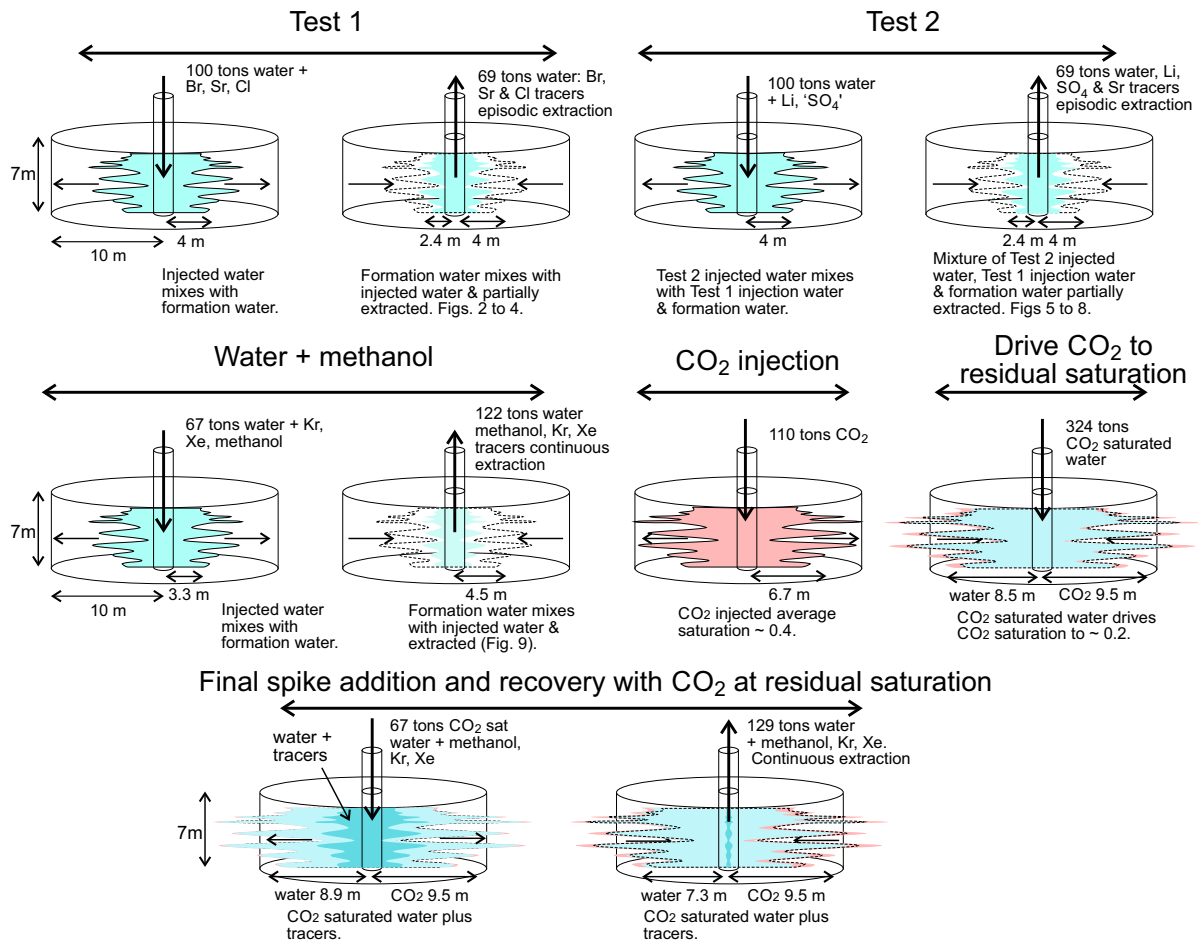 Test 1
Test 2
100 tons water +
Br, Sr, Cl
69 tons water: Br,
Sr & Cl tracers
episodic extraction
100 tons water
+ Li, ‘SO4’
69 tons water, Li,
SO4 & Sr tracers
episodic extraction
7m
10 m
4 m
2.4 m
4 m
4 m
2.4 m
4 m
Injected water
mixes with
formation water.
Formation water mixes with
injected water & partially
extracted. Figs. 2 to 4.
Test 2 injected water mixes
with Test 1 injection water
& formation water.
Mixture of Test 2 injected
water, Test 1 injection water
& formation water partially
extracted. Figs 5 to 8.
Water + methanol
CO2 injection
Drive CO2 to
residual saturation
67 tons water + Kr,
Xe, methanol
122 tons water
methanol, Kr, Xe
tracers continuous
extraction
110 tons CO2
324 tons
CO2 saturated
water
7m
10 m
3.3 m
4.5 m
6.7 m
water 8.5 m
CO2 9.5 m
Injected water
mixes with
formation water.
Formation water mixes
with injected water &
extracted (Fig. 9).
CO2 injected average
saturation ~ 0.4.
CO2 saturated water drives
CO2 saturation to ~ 0.2.
Final spike addition and recovery with CO2 at residual saturation
water +
tracers
67 tons CO2 sat
water + methanol,
Kr, Xe
129 tons water
+ methanol, Kr, Xe.
Continuous extraction
7m
water 8.9 m
CO2 9.5 m
water 7.3 m
CO2 9.5 m
CO2 saturated water plus
tracers.
CO2 saturated water plus
tracers.